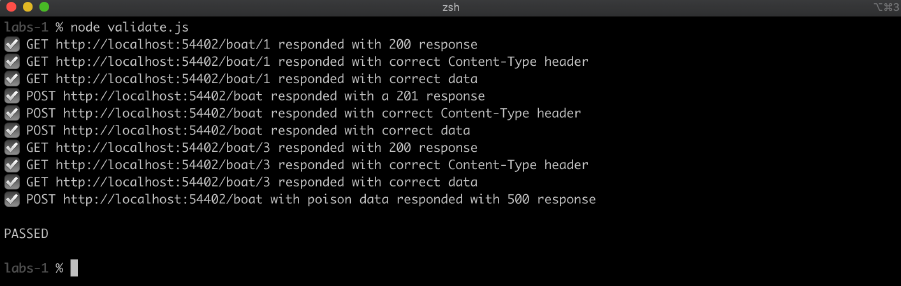 zsh
⌥⌘3
labs-1 % node validate.js
✔ GET http://localhost:54402/boat/1 responded with 200 response
✔ GET http://localhost:54402/boat/1 responded with correct Content-Type header
✔ GET http://localhost:54402/boat/1 responded with correct data
✔ POST http://localhost:54402/boat responded with a 201 response
✔ POST http://localhost:54402/boat responded with correct Content-Type header
✔ POST http://localhost:54402/boat responded with correct data
✔ GET http://localhost:54402/boat/3 responded with 200 response
✔ GET http://localhost:54402/boat/3 responded with correct Content-Type header
✔ GET http://localhost:54402/boat/3 responded with correct data
✔ POST http://localhost:54402/boat with poison data responded with 500 response
PASSED
labs-1 %